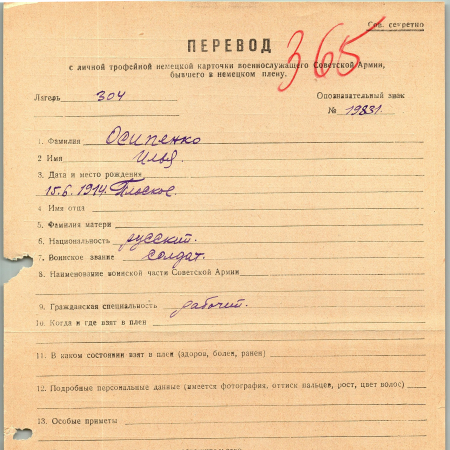 Сов. секретно
ПЕРЕВОД
365
с личной трофейной немецкой карточки военнослужащего Советской Армии,
бывшего в немецком плену.
Лагерь 304
Опознавательный знак
№ 19831.
1. Фамилия Осипенко
2 Имя Илья.
3. Дата и место рождения
15.6.1914. Плоское.
4 Имя отца
5. Фамилия матери
6. Национальность русский.
7. Воинское звание солдат.
8. Наименование воинской части Советской Армии
9. Гражданская специальность рабочий.
10. Когда и где взят в плен
11. В каком состоянии взят в плен (здоров, болен, ранен)
12. Подробные персональные данные (имеется фотография, оттиск пальцев, рост, цвет волос)
13. Особые приметы